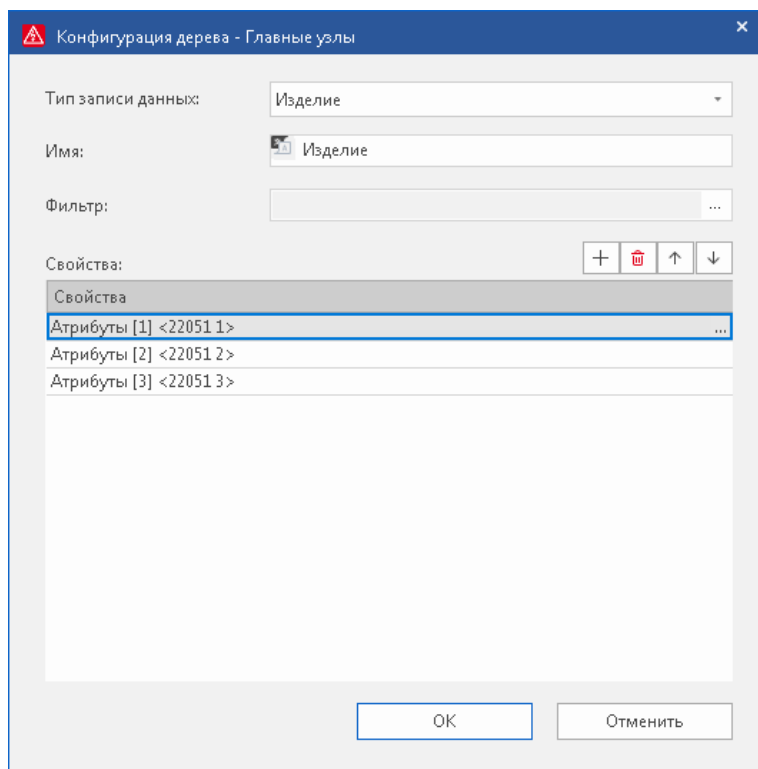 Конфигурация дерева - Главные узлы
Тип записи данных: Изделие
Имя: Изделие
Фильтр: ...
Свойства:
Свойства
Атрибуты [1] <22051 1> ...
Атрибуты [2] <22051 2>
Атрибуты [3] <22051 3>
OK Отменить